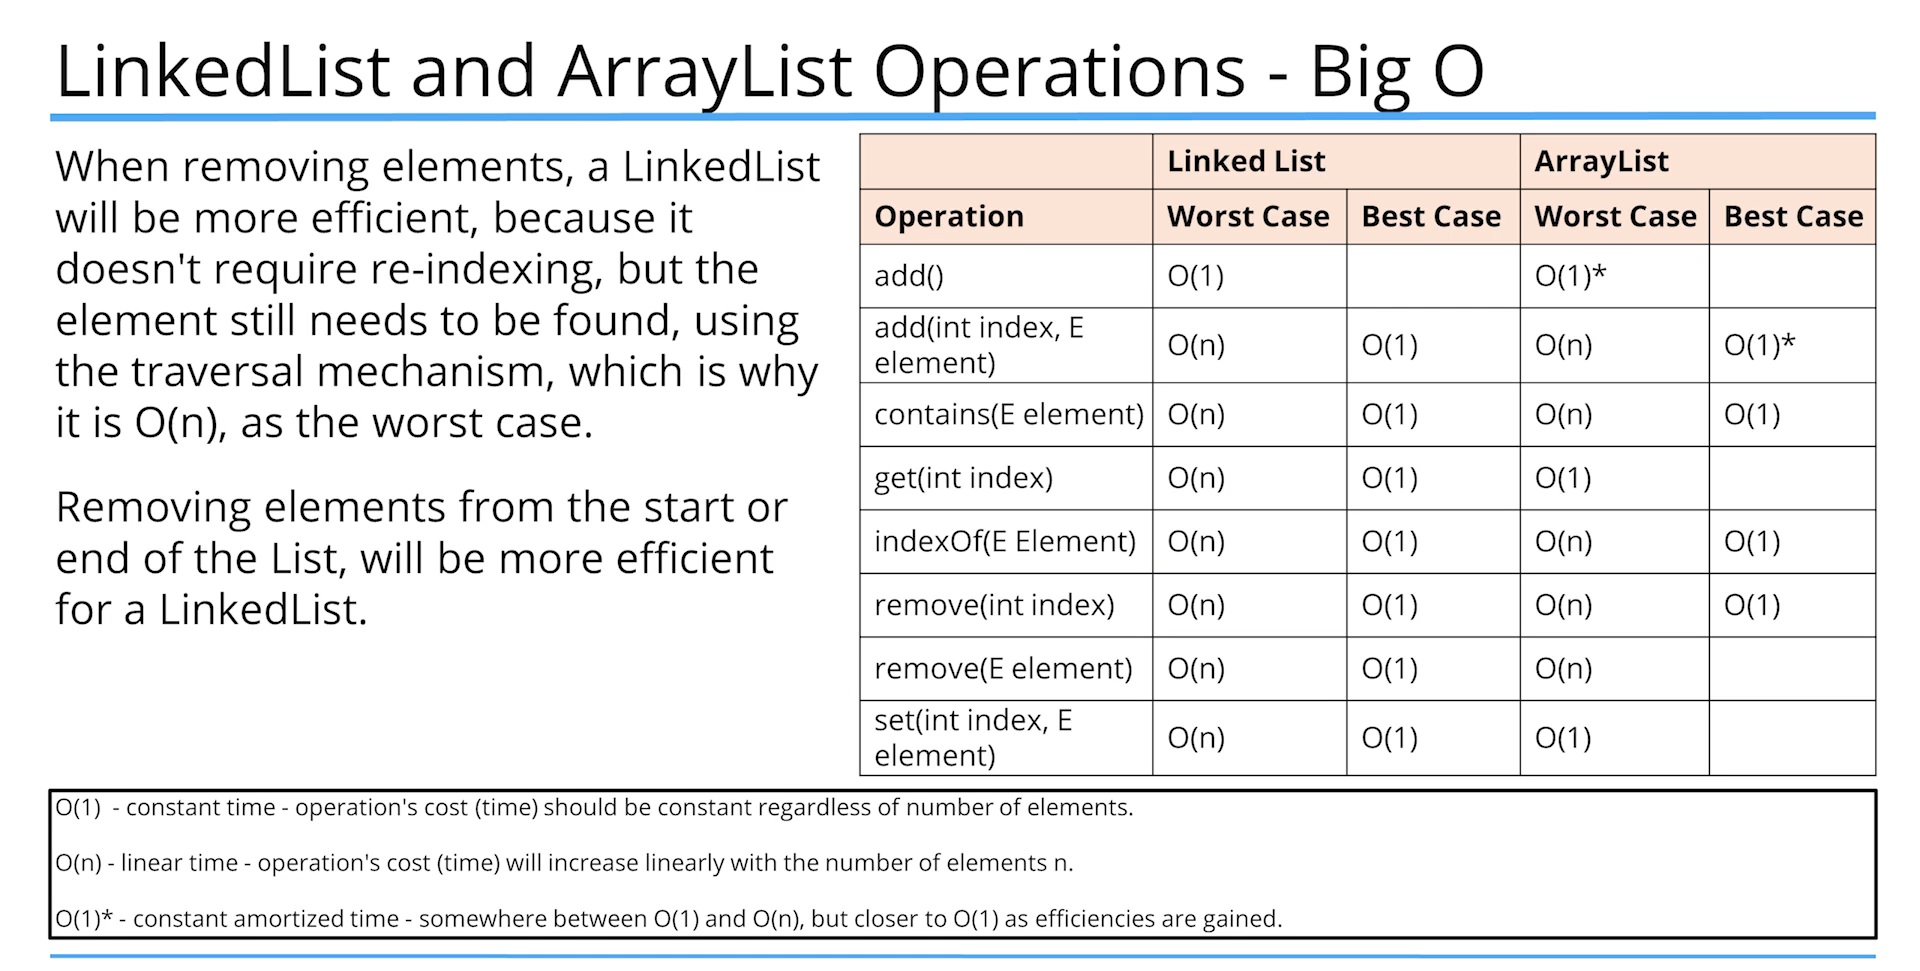 LinkedList and ArrayList Operations - Big O
When removing elements, a LinkedList
will be more efficient, because it
doesn't require re-indexing, but the
element still needs to be found, using
the traversal mechanism, which is why
it is O(n), as the worst case.
Removing elements from the start or
end of the List, will be more efficient
for a LinkedList.
Linked List ArrayList
Operation Worst Case Best Case Worst Case Best Case
add() O(1) O(1)*
add(int index, E
element) O(n) O(1) O(n) O(1)*
contains(E element) O(n) O(1) O(n) O(1)
get(int index) O(n) O(1) O(1)
indexOf(E Element) O(n) O(1) O(n) O(1)
remove(int index) O(n) O(1) O(n) O(1)
remove(E element) O(n) O(1) O(n)
set(int index, E
element) O(n) O(1) O(1)
O(1) - constant time - operation's cost (time) should be constant regardless of number of elements.
O(n) - linear time - operation's cost (time) will increase linearly with the number of elements n.
O(1)* - constant amortized time - somewhere between O(1) and O(n), but closer to O(1) as efficiencies are gained.